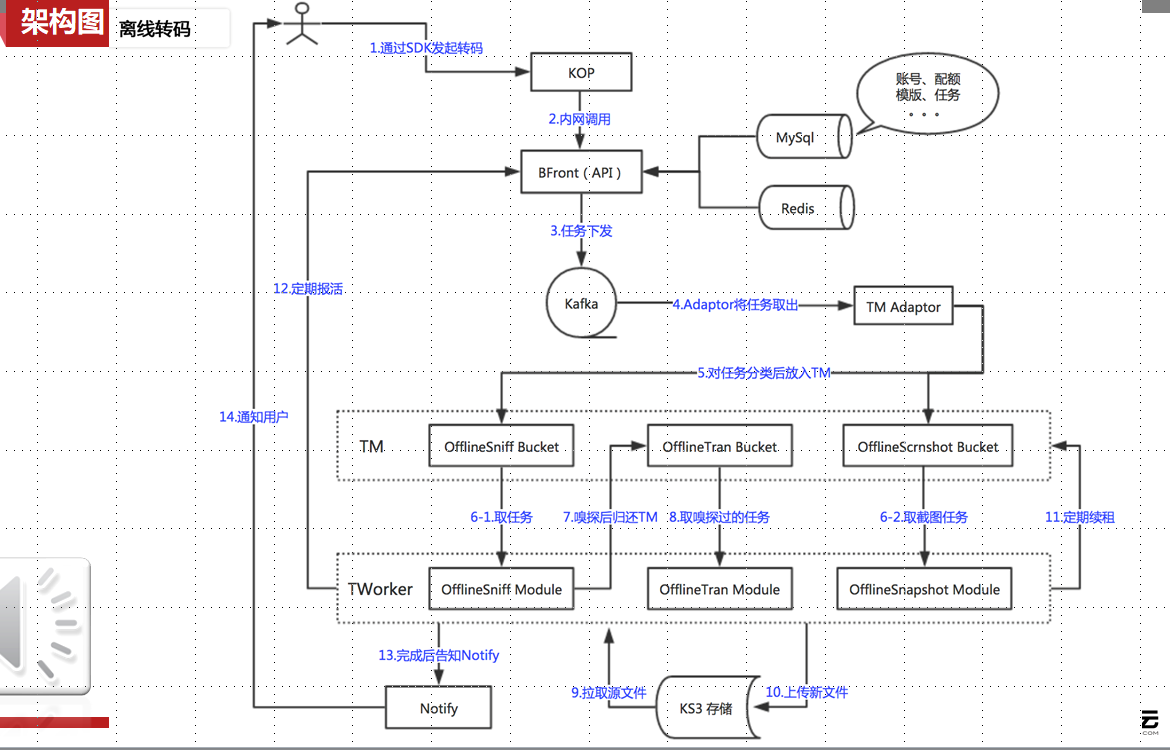 架构图
离线转码
1.通过SDK发起转码
KOP
账号、配额
模版、任务
• • •
2.内网调用
MySql
BFront ( API )
Redis
3.任务下发
12.定期报活
Kafka
4.Adaptor将任务取出
TM Adaptor
5.对任务分类后放入TM
14.通知用户
TM
OfflineSniff Bucket
OfflineTran Bucket
OfflineScrnshot Bucket
6-1.取任务
7.嗅探后归还TM
8.取嗅探过的任务
6-2.取截图任务
11.定期续租
TWorker
OfflineSniff Module
OfflineTran Module
OfflineSnapshot Module
13.完成后告知Notify
9.拉取源文件
10.上传新文件
Notify
KS3 存储
云
.COM